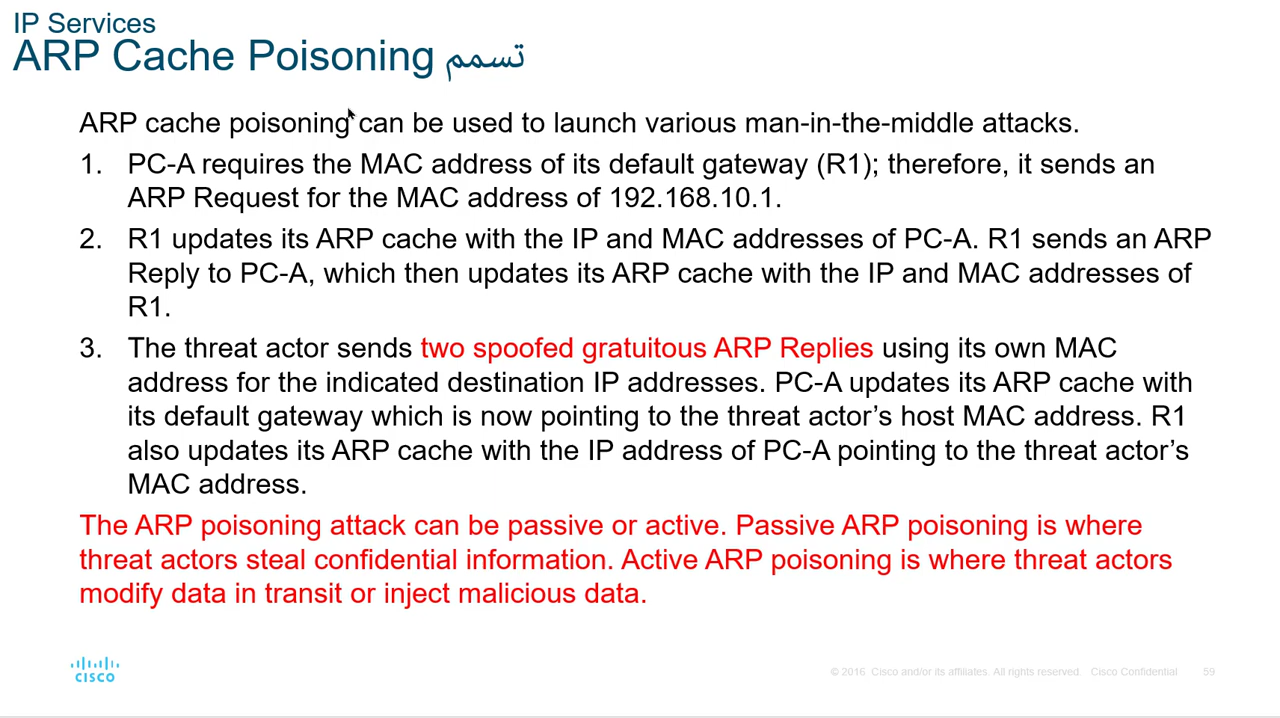 IP Services
ARP Cache Poisoning تسمم
ARP cache poisoning can be used to launch various man-in-the-middle attacks.
1. PC-A requires the MAC address of its default gateway (R1); therefore, it sends an
ARP Request for the MAC address of 192.168.10.1.
2. R1 updates its ARP cache with the IP and MAC addresses of PC-A. R1 sends an ARP
Reply to PC-A, which then updates its ARP cache with the IP and MAC addresses of
R1.
3. The threat actor sends two spoofed gratuitous ARP Replies using its own MAC
address for the indicated destination IP addresses. PC-A updates its ARP cache with
its default gateway which is now pointing to the threat actor’s host MAC address. R1
also updates its ARP cache with the IP address of PC-A pointing to the threat actor’s
MAC address.
The ARP poisoning attack can be passive or active. Passive ARP poisoning is where
threat actors steal confidential information. Active ARP poisoning is where threat actors
modify data in transit or inject malicious data.
CISCO
© 2016 Cisco and/or its affiliates. All rights reserved. Cisco Confidential 59